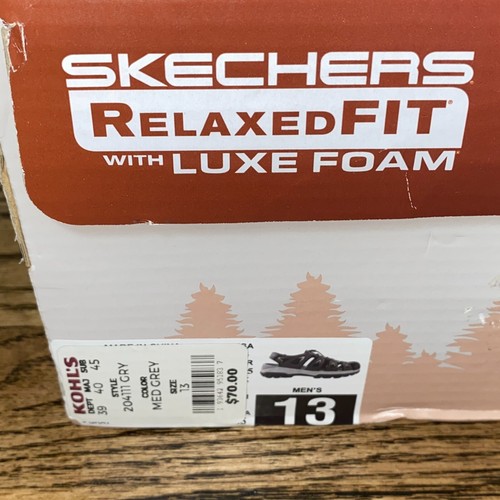 SKECHERS
RELAXED FIT®
WITH LUXE FOAM
KOHL'S
DEPT MAJ SUB
39 40 45
STYLE
204111 GRY
COLOR
MED GREY
SIZE
13
$70.00
MEN'S
13